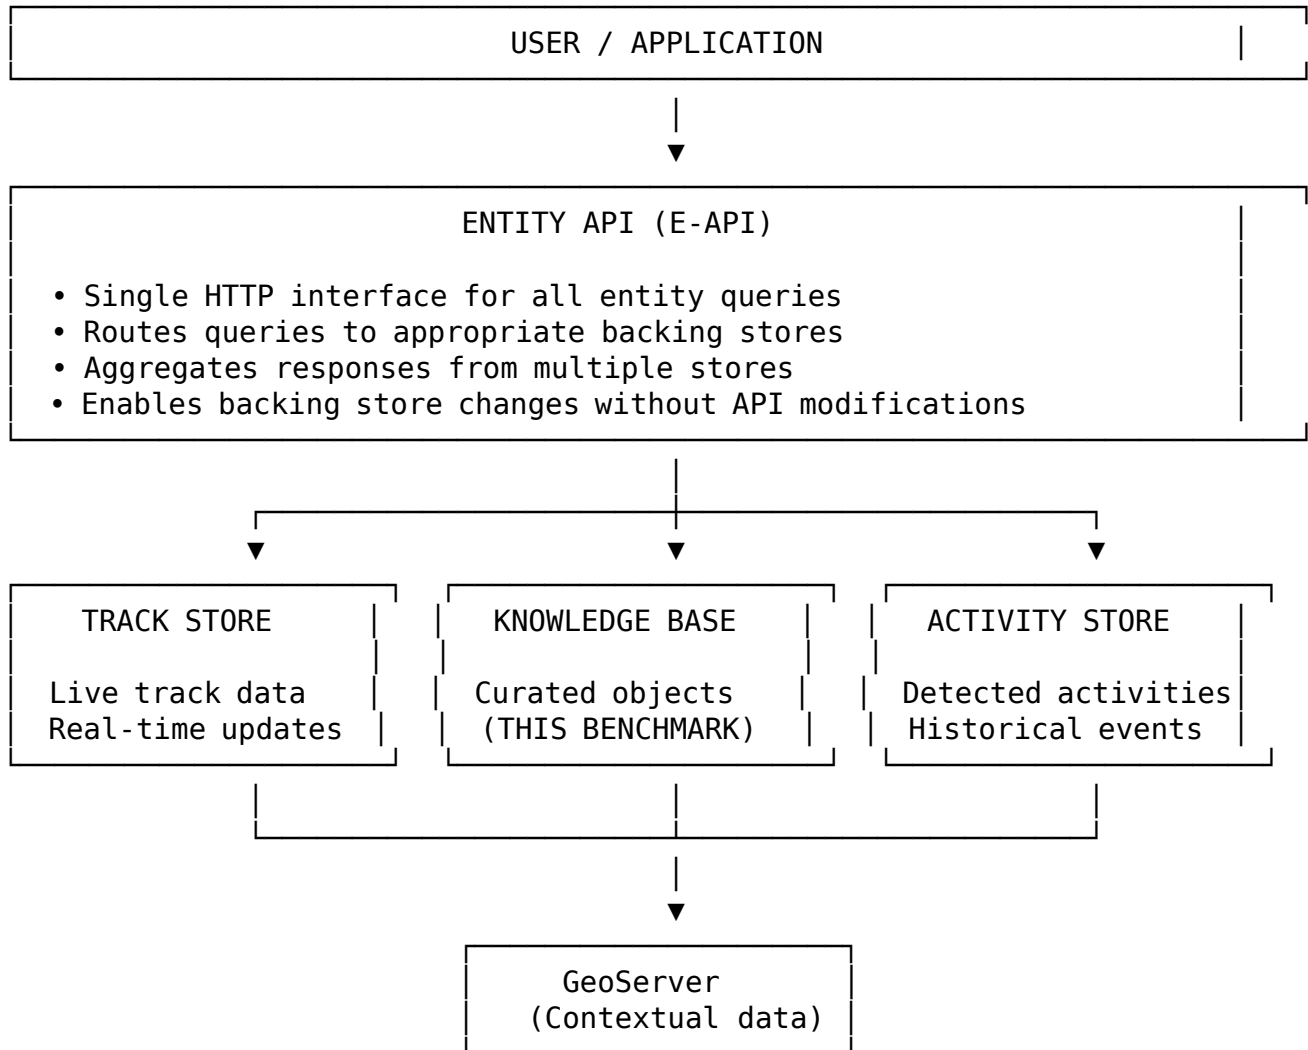 USER / APPLICATION
ENTITY API (E-API)
• Single HTTP interface for all entity queries
• Routes queries to appropriate backing stores
• Aggregates responses from multiple stores
• Enables backing store changes without API modifications
TRACK STORE
Live track data
Real-time updates
KNOWLEDGE BASE
Curated objects
(THIS BENCHMARK)
ACTIVITY STORE
Detected activities
Historical events
GeoServer
(Contextual data)